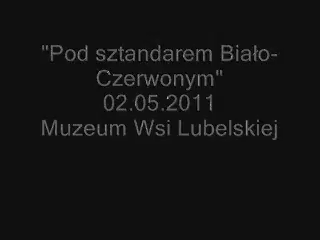 "Pod sztandarem Biało-
Czerwonym"
02.05.2011
Muzeum Wsi Lubelskiej